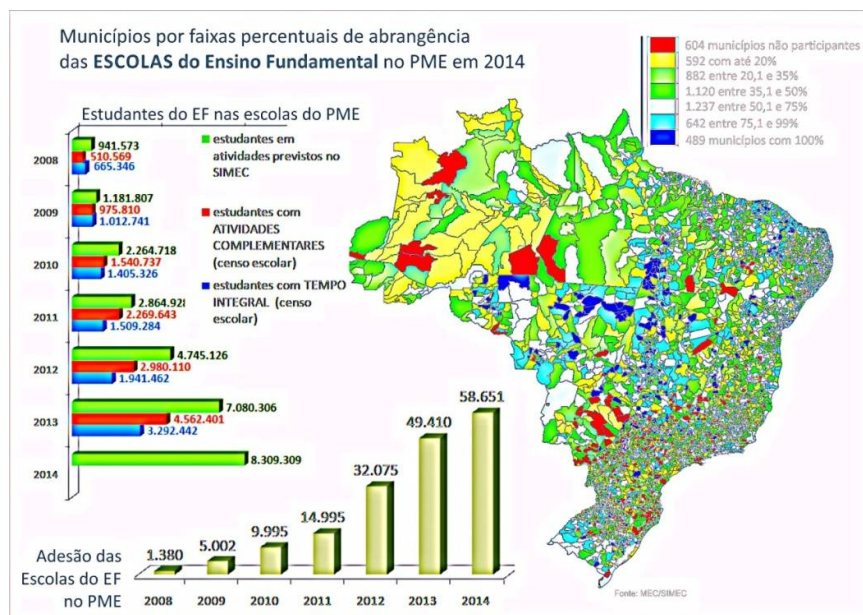 Municípios por faixas percentuais de abrangência
das ESCOLAS do Ensino Fundamental no PME em 2014
604 municípios não participantes
592 com até 20%
882 entre 20,1 e 35%
1.120 entre 35,1 e 50%
1.237 entre 50,1 e 75%
642 entre 75,1 e 99%
489 municípios com 100%
Estudantes do EF nas escolas do PME
2008
941.573
510.569
665.346
2009
1.181.807
975.810
1.012.741
2010
2.264.718
1.540.737
1.405.326
2011
2.864.928
2.269.643
1.509.284
2012
4.745.126
2.980.110
1.941.462
2013
7.080.306
4.562.401
3.292.442
2014
8.309.309
estudantes em
atividades previstos no
SIMEC
estudantes com
ATIVIDADES
COMPLEMENTARES
(censo escolar)
estudantes com TEMPO
INTEGRAL (censo
escolar)
Adesão das
Escolas do EF
no PME
1.380
5.002
9.995
14.995
32.075
49.410
58.651
2008 2009 2010 2011 2012 2013 2014
Fonte: MEC/SIMEC